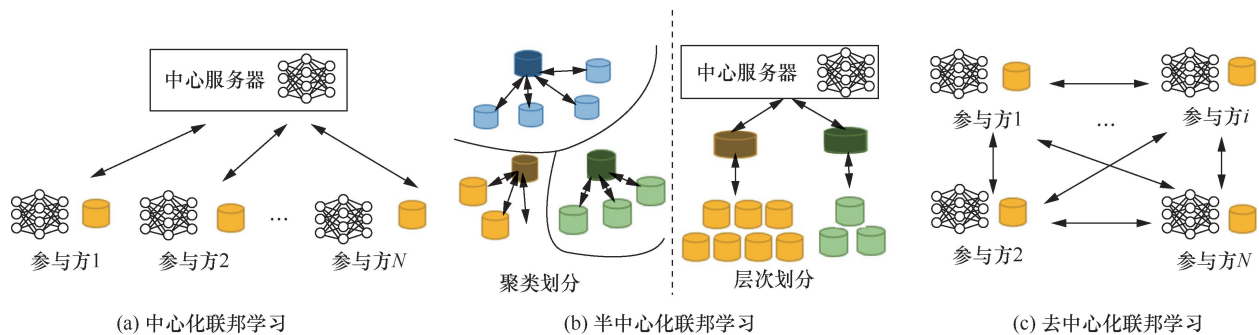 中心服务器
参与方1
参与方2
...
参与方N
(a) 中心化联邦学习
聚类划分
中心服务器
层次划分
(b) 半中心化联邦学习
参与方1
...
参与方i
参与方2
参与方N
(c) 去中心化联邦学习